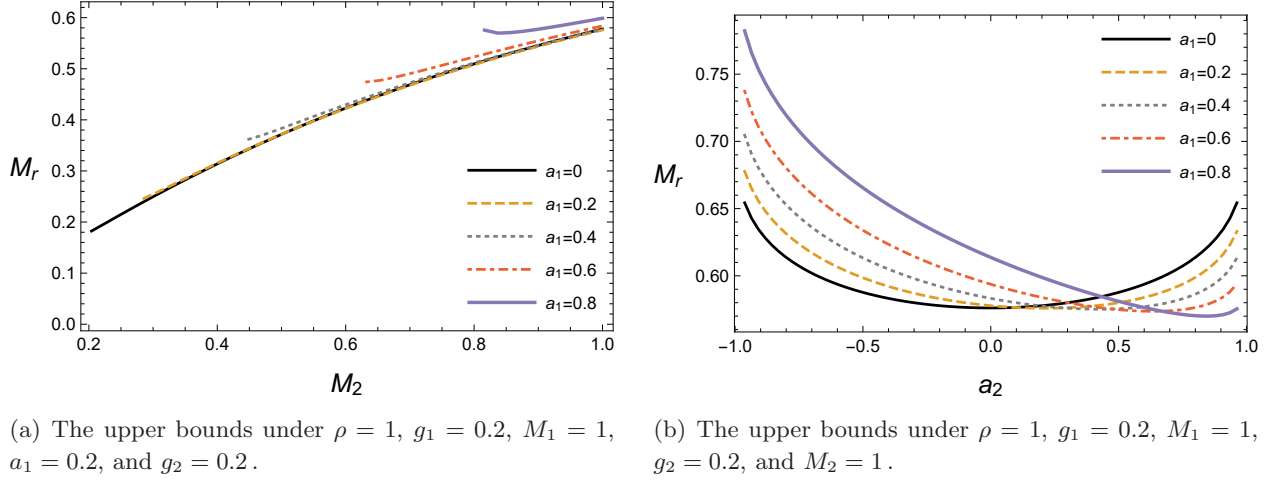 0.6
0.5
0.4
0.3
0.2
0.1
0.0
M_r
a_1=0
a_1=0.2
a_1=0.4
a_1=0.6
a_1=0.8
0.2 0.4 0.6 0.8 1.0
M_2
0.75
0.70
0.65
0.60
M_r
a_1=0
a_1=0.2
a_1=0.4
a_1=0.6
a_1=0.8
−1.0 −0.5 0.0 0.5 1.0
a_2
(a) The upper bounds under ρ = 1, g_1 = 0.2, M_1 = 1,
a_1 = 0.2, and g_2 = 0.2 .
(b) The upper bounds under ρ = 1, g_1 = 0.2, M_1 = 1,
g_2 = 0.2, and M_2 = 1 .